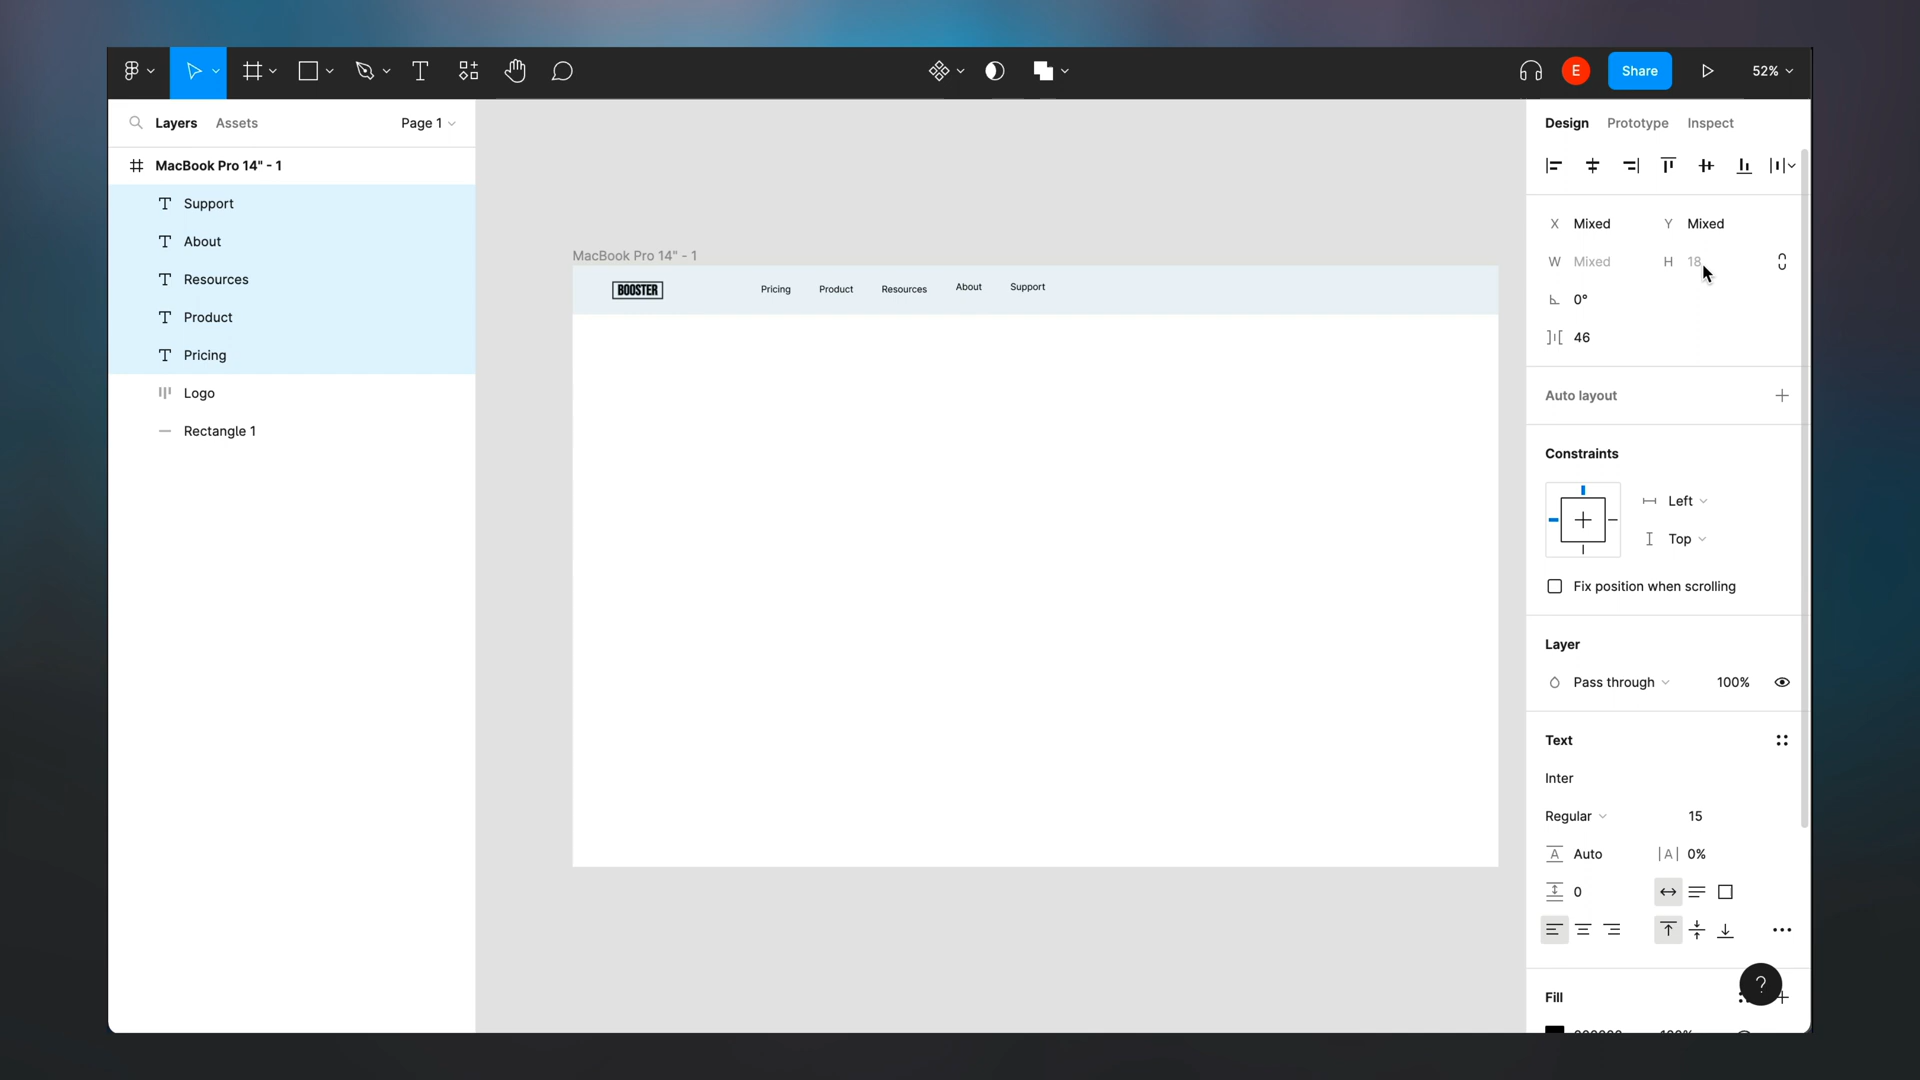 E
Share
52%
Layers
Assets
Page 1
Design
Prototype
Inspect
MacBook Pro 14" - 1
Support
About
Resources
Product
Pricing
Logo
Rectangle 1
MacBook Pro 14" - 1
BOOSTER
Pricing
Product
Resources
About
Support
X Mixed
Y Mixed
W Mixed
H 18
0°
46
Auto layout
Constraints
Left
Top
Fix position when scrolling
Layer
Pass through
100%
Text
Inter
Regular
15
A Auto
|A| 0%
0
Fill
?